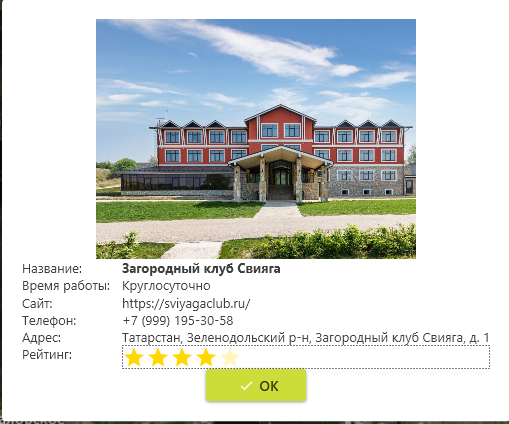 Название: Загородный клуб Свияга
Время работы: Круглосуточно
Сайт: https://sviyagaclub.ru/
Телефон: +7 (999) 195-30-58
Адрес: Татарстан, Зеленодольский р-н, Загородный клуб Свияга, д. 1
Рейтинг:
ОК